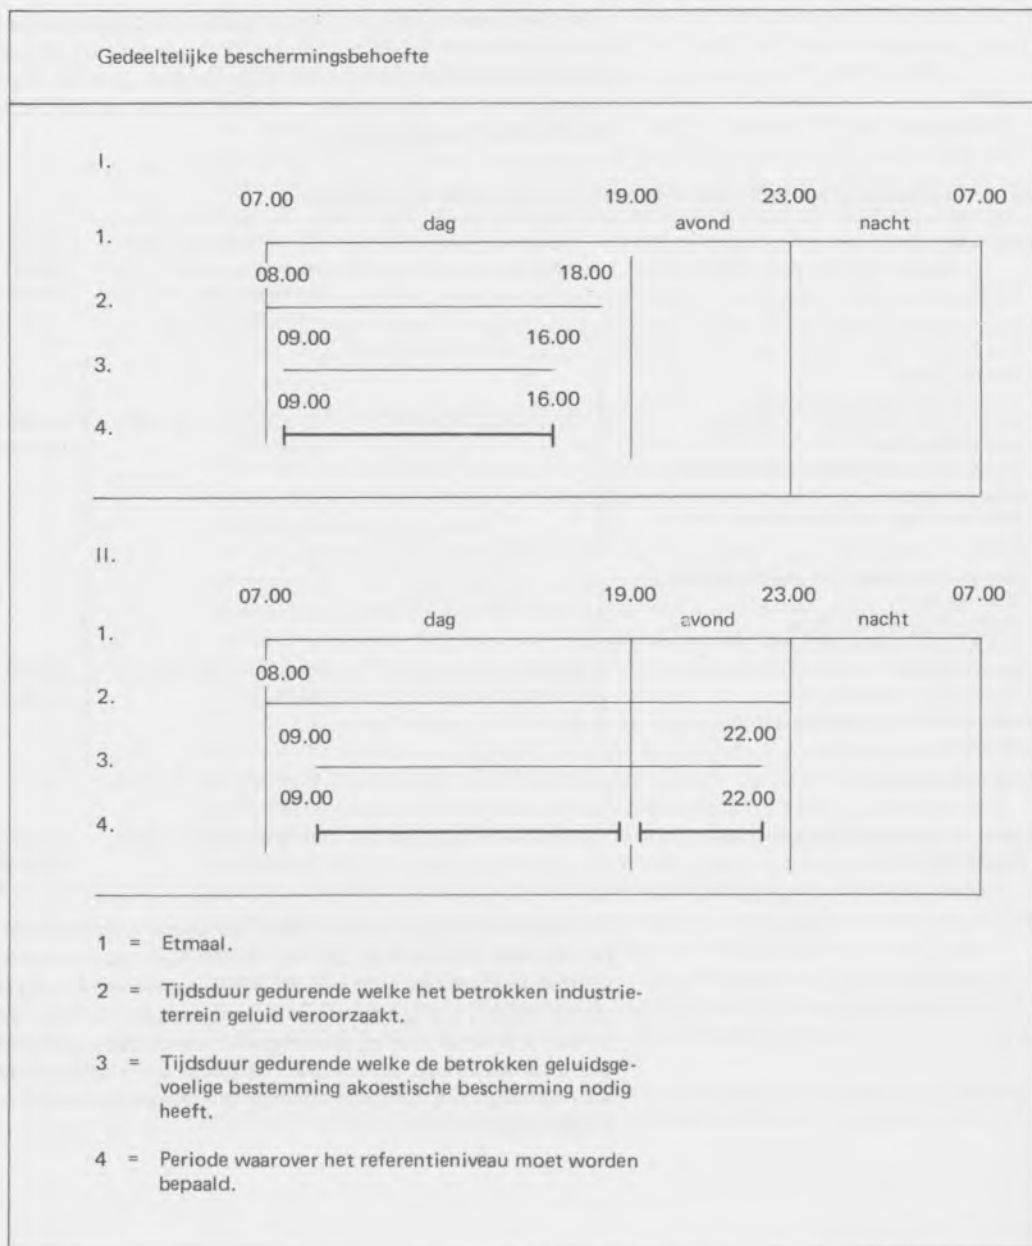 Gedeeltelijke beschermingsbehoefte
I.
07.00 19.00 23.00 07.00
dag avond nacht
1.
08.00 18.00
2.
09.00 16.00
3.
09.00 16.00
4.
II.
07.00 19.00 23.00 07.00
dag avond nacht
1.
08.00
2.
09.00 22.00
3.
09.00 22.00
4.
1 = Etmaal.
2 = Tijdsduur gedurende welke het betrokken industrie-
terrein geluid veroorzaakt.
3 = Tijdsduur gedurende welke de betrokken geluidsge-
voelige bestemming akoestische bescherming nodig
heeft.
4 = Periode waarover het referentieniveau moet worden
bepaald.